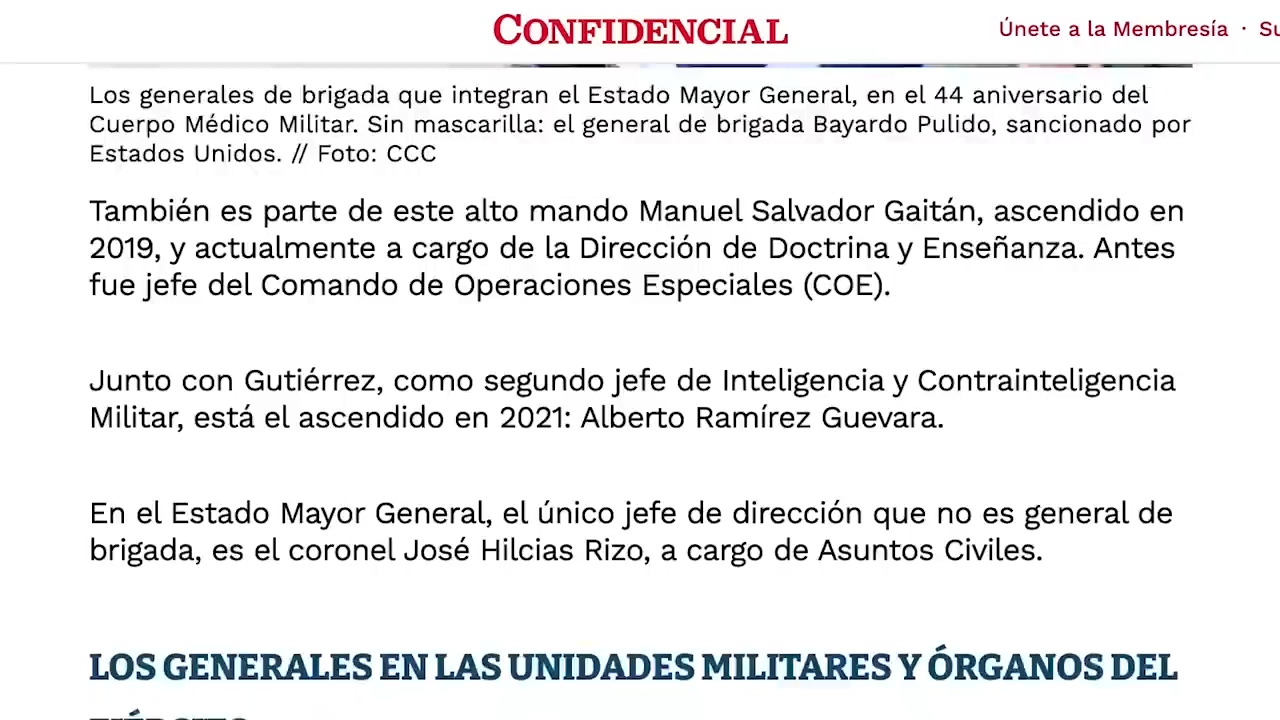 CONFIDENCIAL
Únete a la Membresía ·
Los generales de brigada que integran el Estado Mayor General, en el 44 aniversario del
Cuerpo Médico Militar. Sin mascarilla: el general de brigada Bayardo Pulido, sancionado por
Estados Unidos. // Foto: CCC
También es parte de este alto mando Manuel Salvador Gaitán, ascendido en
2019, y actualmente a cargo de la Dirección de Doctrina y Enseñanza. Antes
fue jefe del Comando de Operaciones Especiales (COE).
Junto con Gutiérrez, como segundo jefe de Inteligencia y Contrainteligencia
Militar, está el ascendido en 2021: Alberto Ramírez Guevara.
En el Estado Mayor General, el único jefe de dirección que no es general de
brigada, es el coronel José Hilcias Rizo, a cargo de Asuntos Civiles.
LOS GENERALES EN LAS UNIDADES MILITARES Y ÓRGANOS DEL